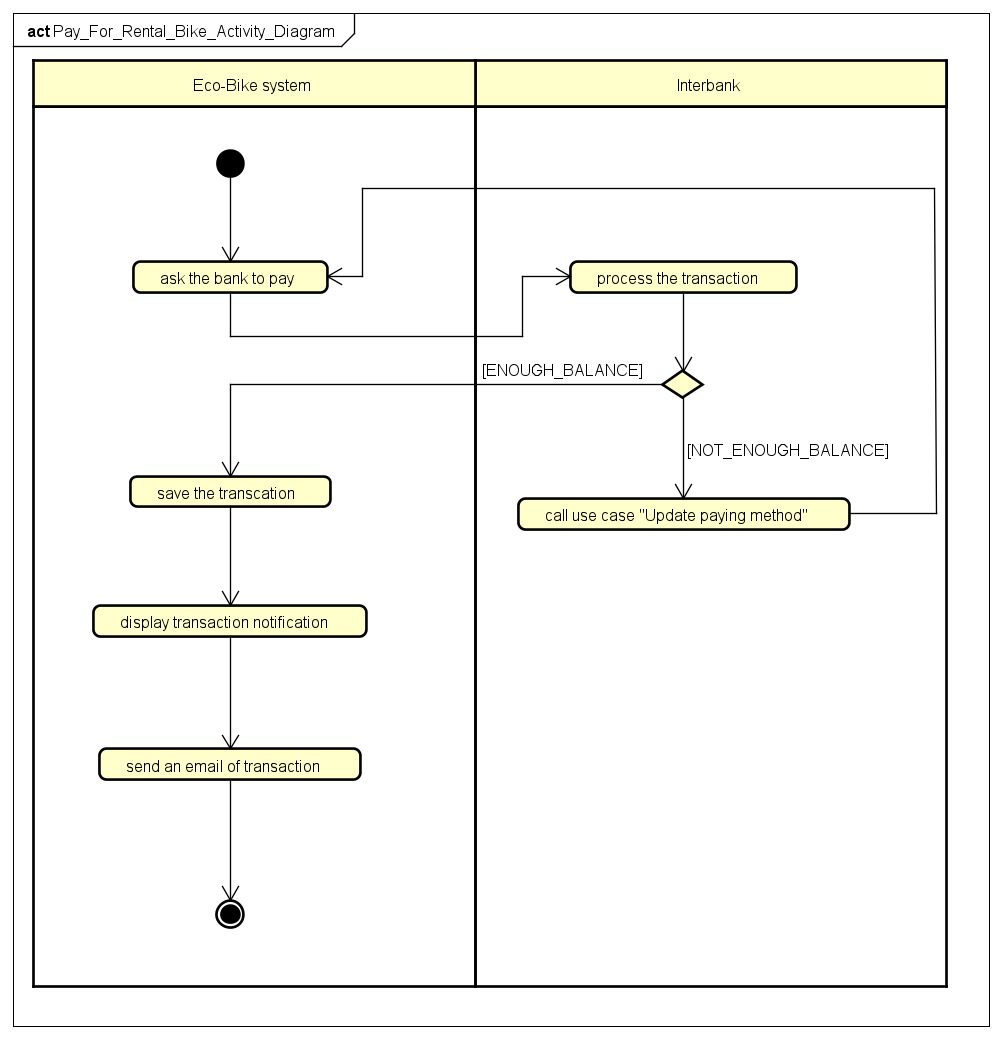 act Pay_For_Rental_Bike_Activity_Diagram
Eco-Bike system
Interbank
ask the bank to pay
process the transaction
[ENOUGH_BALANCE]
[NOT_ENOUGH_BALANCE]
save the transcation
call use case "Update paying method"
display transaction notification
send an email of transaction